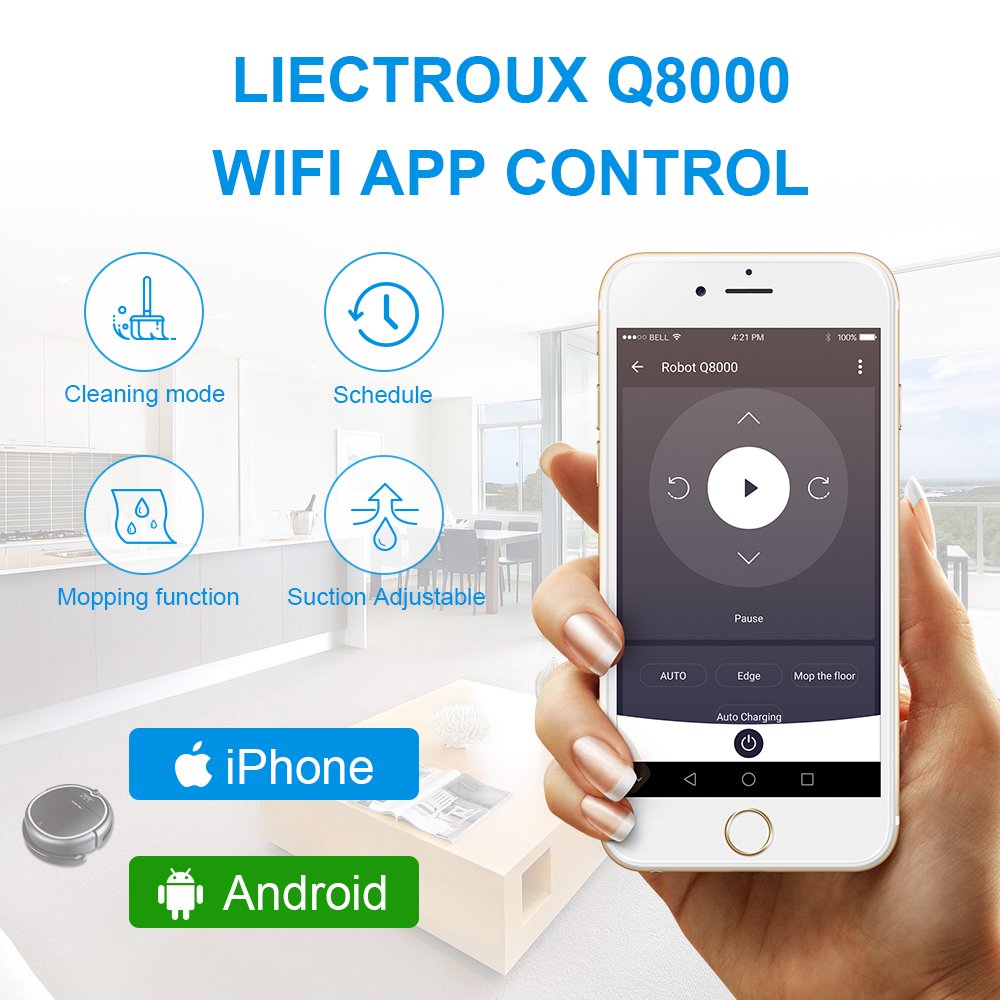 LIECTROUX Q8000
WIFI APP CONTROL
Cleaning mode
Schedule
Mopping function
Suction Adjustable
iPhone
Android
BELL
4:21 PM
100%
Robot Q8000
Pause
AUTO
Edge
Mop the floor
Auto Charging